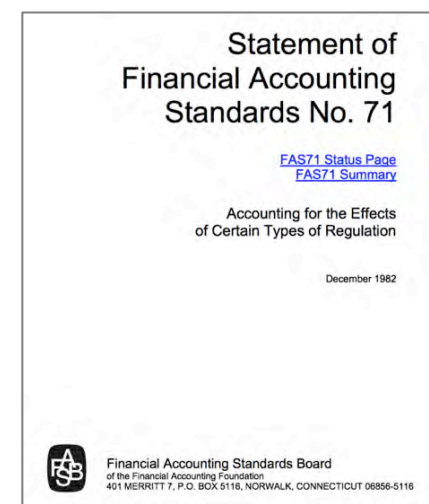 Statement of
Financial Accounting
Standards No. 71
FAS71 Status Page
FAS71 Summary
Accounting for the Effects
of Certain Types of Regulation
December 1982
FASB
Financial Accounting Standards Board
of the Financial Accounting Foundation
401 MERRITT 7, P.O. BOX 5116, NORWALK, CONNECTICUT 06856-5116